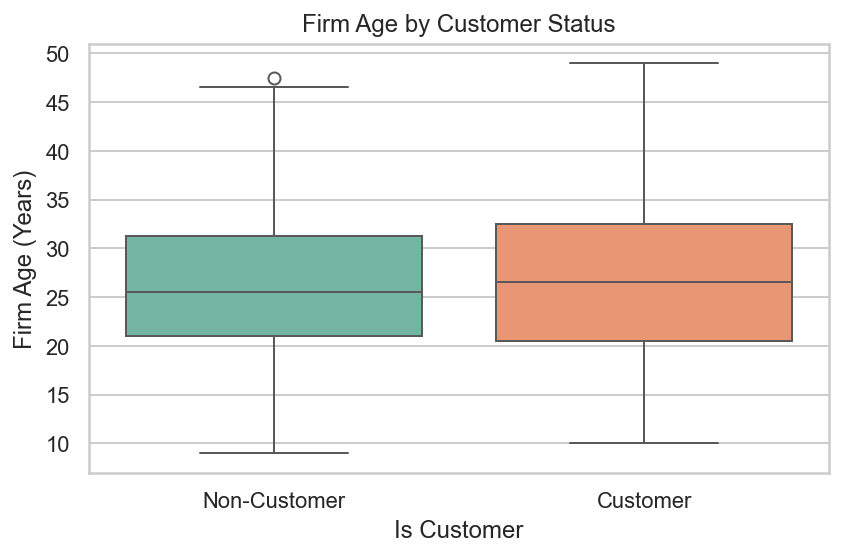 Firm Age by Customer Status
Firm Age (Years)
50
45
40
35
30
25
20
15
10
Non-Customer
Customer
Is Customer